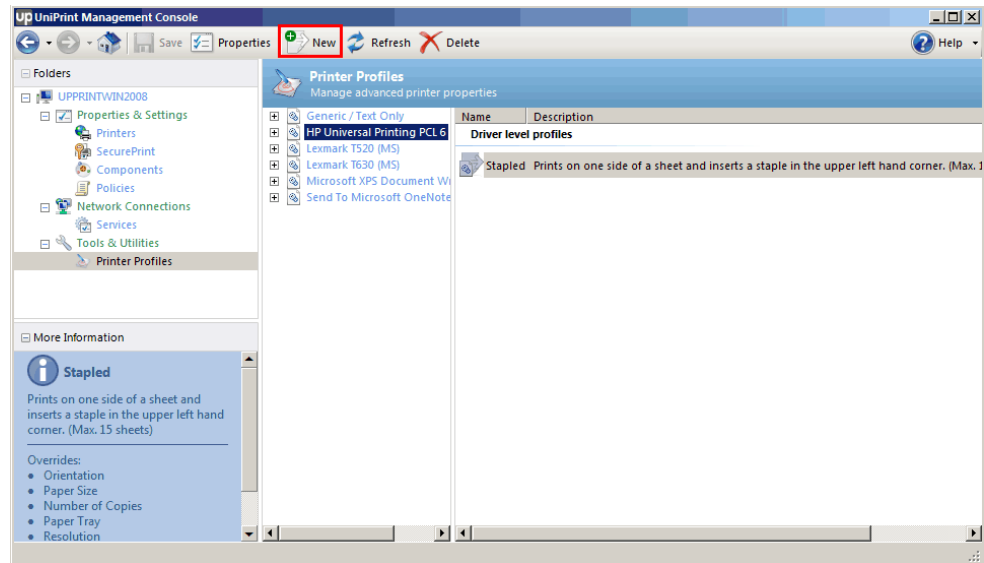 up UniPrint Management Console
Save Properties New Refresh Delete Help
Folders
UPPRINTWIN2008
Properties & Settings
Printers
SecurePrint
Components
Policies
Network Connections
Services
Tools & Utilities
Printer Profiles
More Information
Stapled
Prints on one side of a sheet and
inserts a staple in the upper left hand
corner. (Max. 15 sheets)
Overrides:
• Orientation
• Paper Size
• Number of Copies
• Paper Tray
• Resolution
Printer Profiles
Manage advanced printer properties
Generic / Text Only
HP Universal Printing PCL 6
Lexmark T520 (MS)
Lexmark T630 (MS)
Microsoft XPS Document W
Send To Microsoft OneNote
Name Description
Driver level profiles
Stapled Prints on one side of a sheet and inserts a staple in the upper left hand corner. (Max. 1